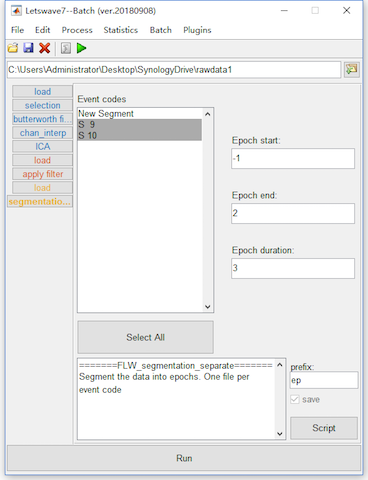 Letswave7--Batch (ver.20180908)
File Edit Process Statistics Batch Plugins
C:\Users\Administrator\Desktop\SynologyDrive\rawdata1
load
selection
butterworth fi...
chan_interp
ICA
load
apply filter
load
segmentatio...
Event codes
New Segment
S  9
S 10
Epoch start:
-1
Epoch end:
2
Epoch duration:
3
Select All
=======FLW_segmentation_separate=======
Segment the data into epochs. One file per
event code
prefix:
ep
save
Script
Run